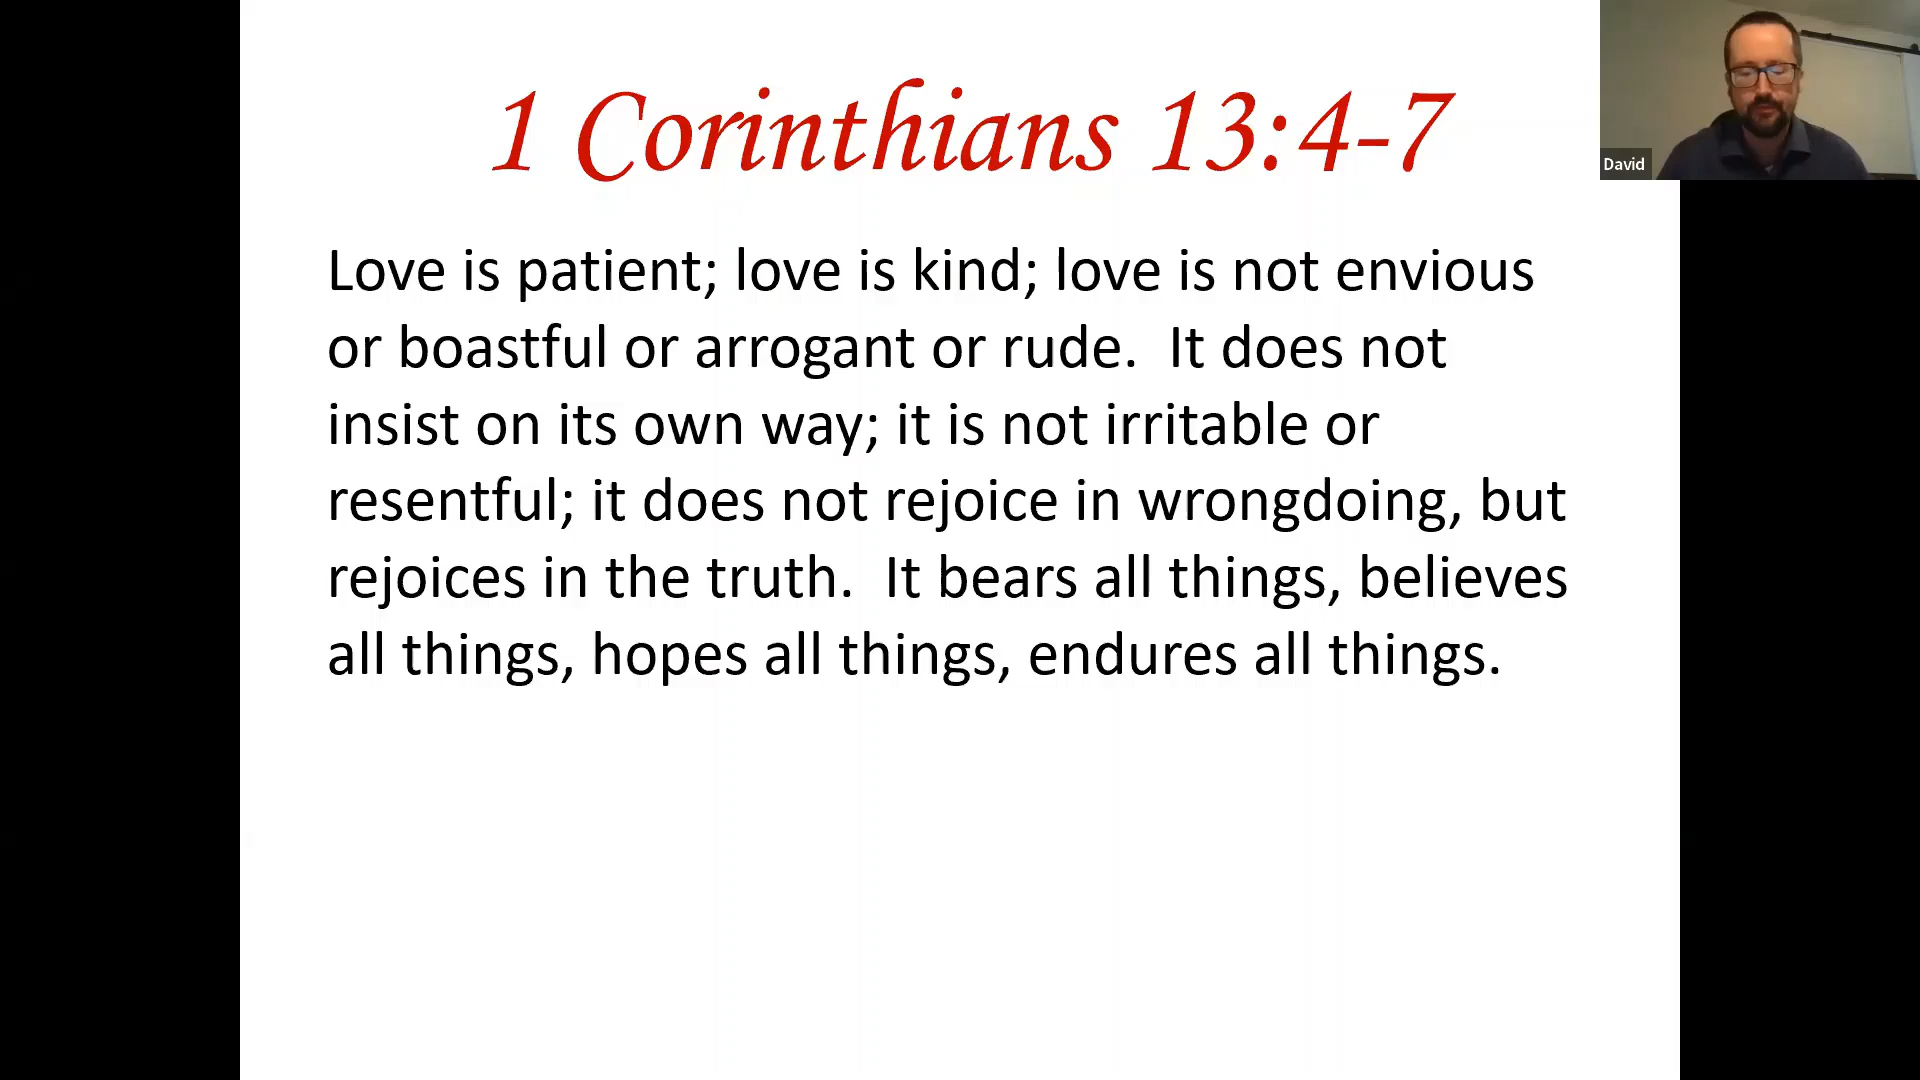 1 Corinthians 13:4-7
Love is patient; love is kind; love is not envious
or boastful or arrogant or rude.  It does not
insist on its own way; it is not irritable or
resentful; it does not rejoice in wrongdoing, but
rejoices in the truth.  It bears all things, believes
all things, hopes all things, endures all things.
David